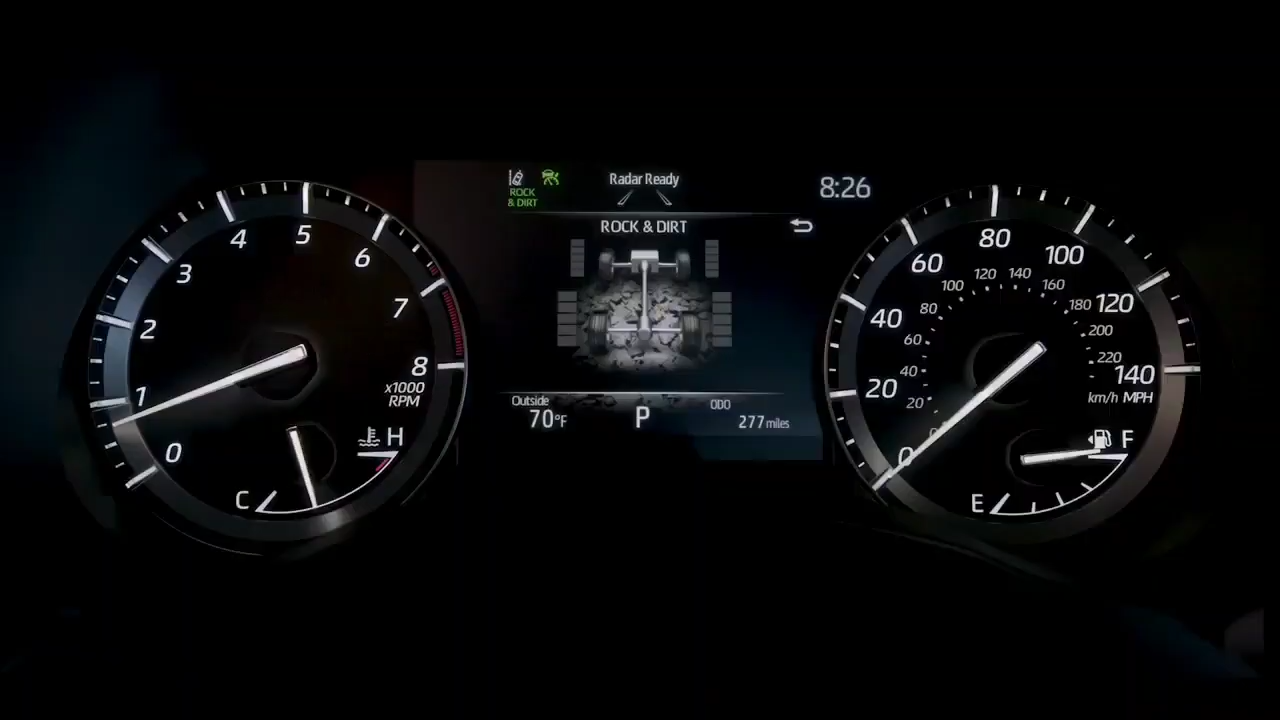 Radar Ready
ROCK
& DIRT
8:26
ROCK & DIRT
Outside
70°F
P
ODO
277 miles
0
1
2
3
4
5
6
7
8
x1000
RPM
C
H
0
20
40
60
80
100
120
140
km/h MPH
0
20
40
60
80
100
120
140
160
180
200
220
E
F